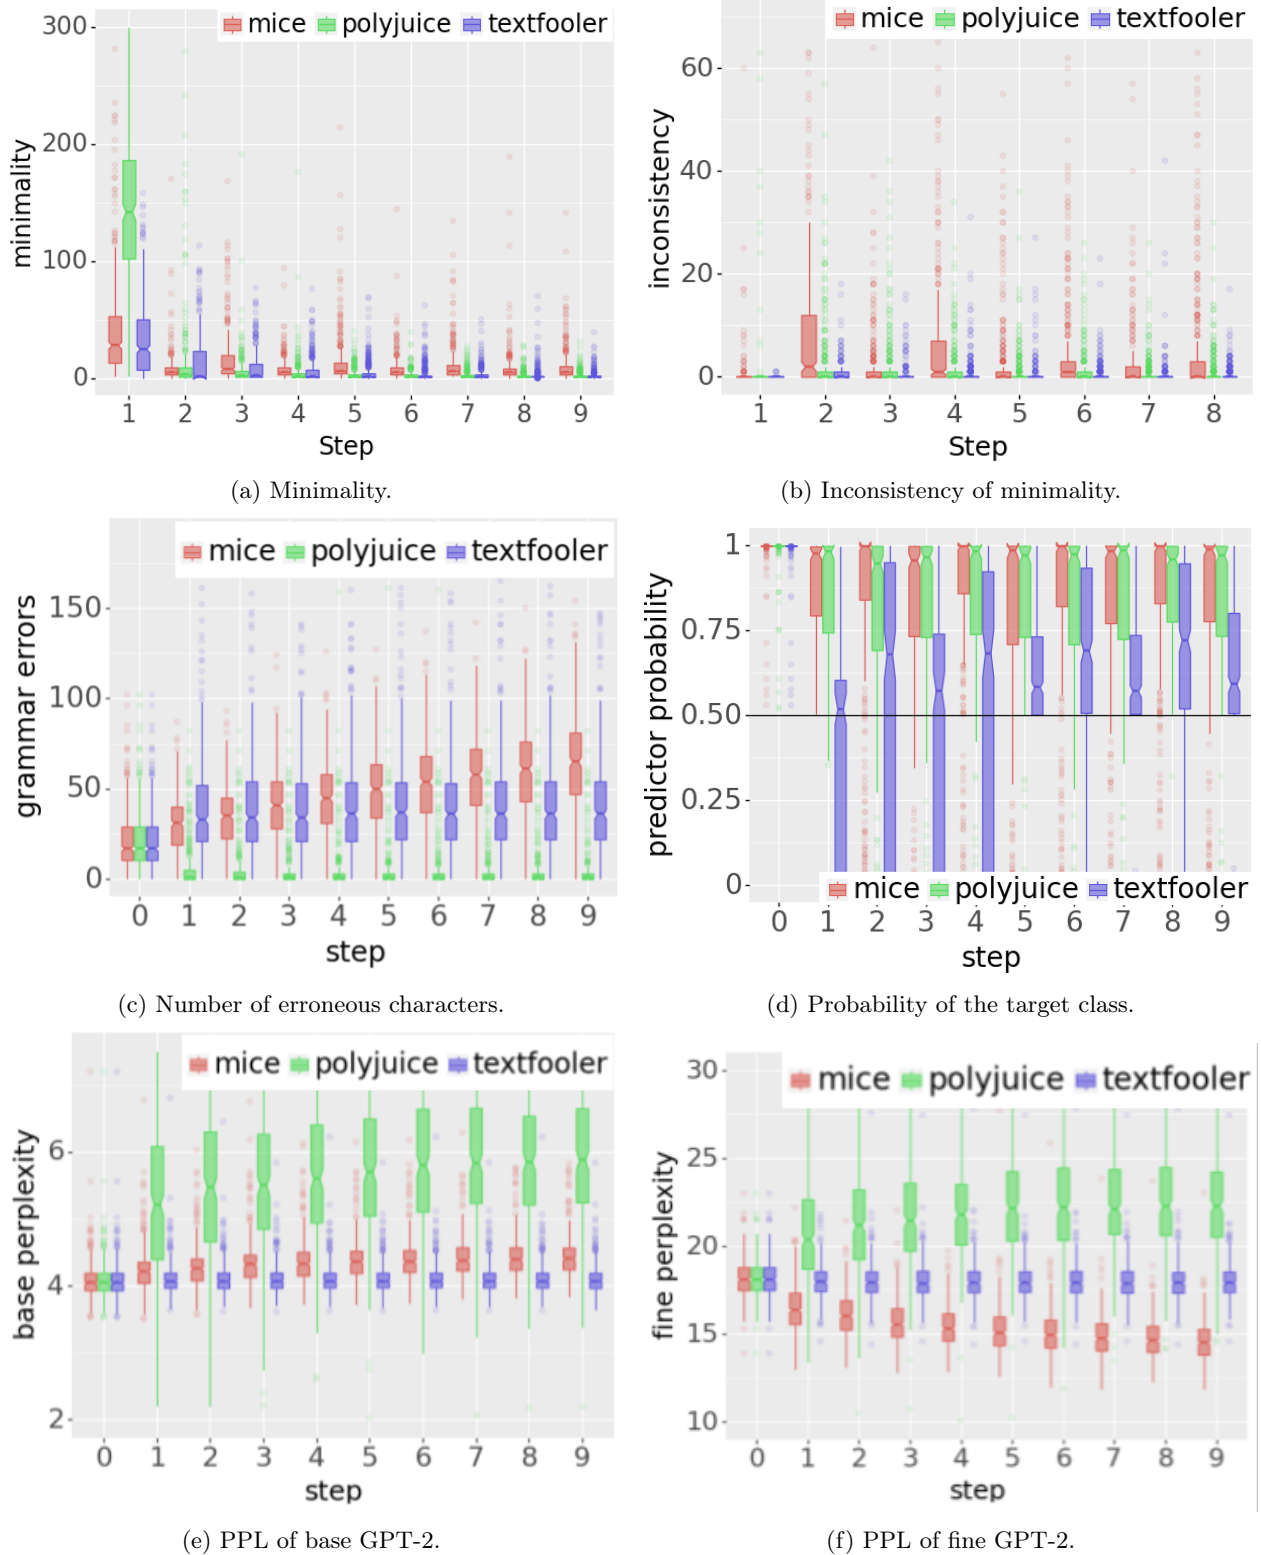 mice polyjuice textfooler
300
200
100
0
minimality
1 2 3 4 5 6 7 8 9
Step
(a) Minimality.
mice polyjuice textfooler
60
40
20
0
inconsistency
1 2 3 4 5 6 7 8
Step
(b) Inconsistency of minimality.
mice polyjuice textfooler
150
100
50
0
grammar errors
0 1 2 3 4 5 6 7 8 9
step
(c) Number of erroneous characters.
1
0.75
0.50
0.25
0
predictor probability
mice polyjuice textfooler
0 1 2 3 4 5 6 7 8 9
step
(d) Probability of the target class.
mice polyjuice textfooler
6
4
2
base perplexity
0 1 2 3 4 5 6 7 8 9
step
(e) PPL of base GPT-2.
mice polyjuice textfooler
30
25
20
15
10
fine perplexity
0 1 2 3 4 5 6 7 8 9
step
(f) PPL of fine GPT-2.